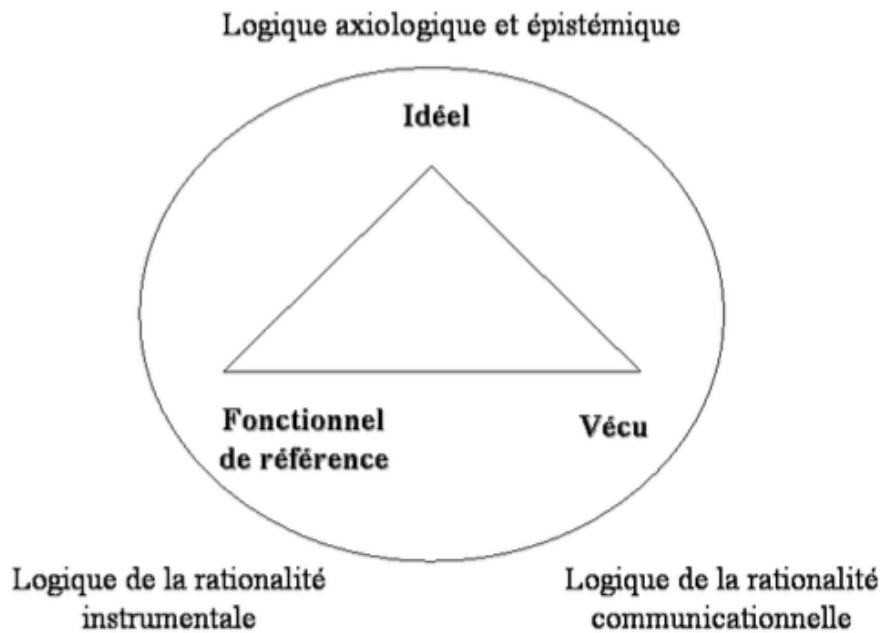 Logique axiologique et épistémique
Idéel
Fonctionnel
de référence
Vécu
Logique de la rationalité
instrumentale
Logique de la rationalité
communicationnelle